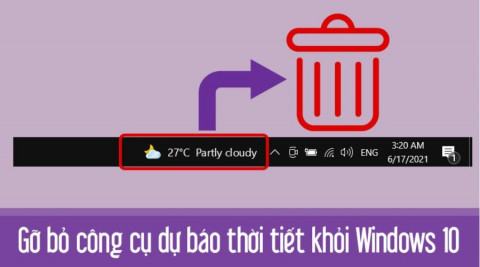 27°C Partly cloudy ENG 3:20 AM
6/17/2021 1
Gỡ bỏ công cụ dự báo thời tiết khỏi Windows 10